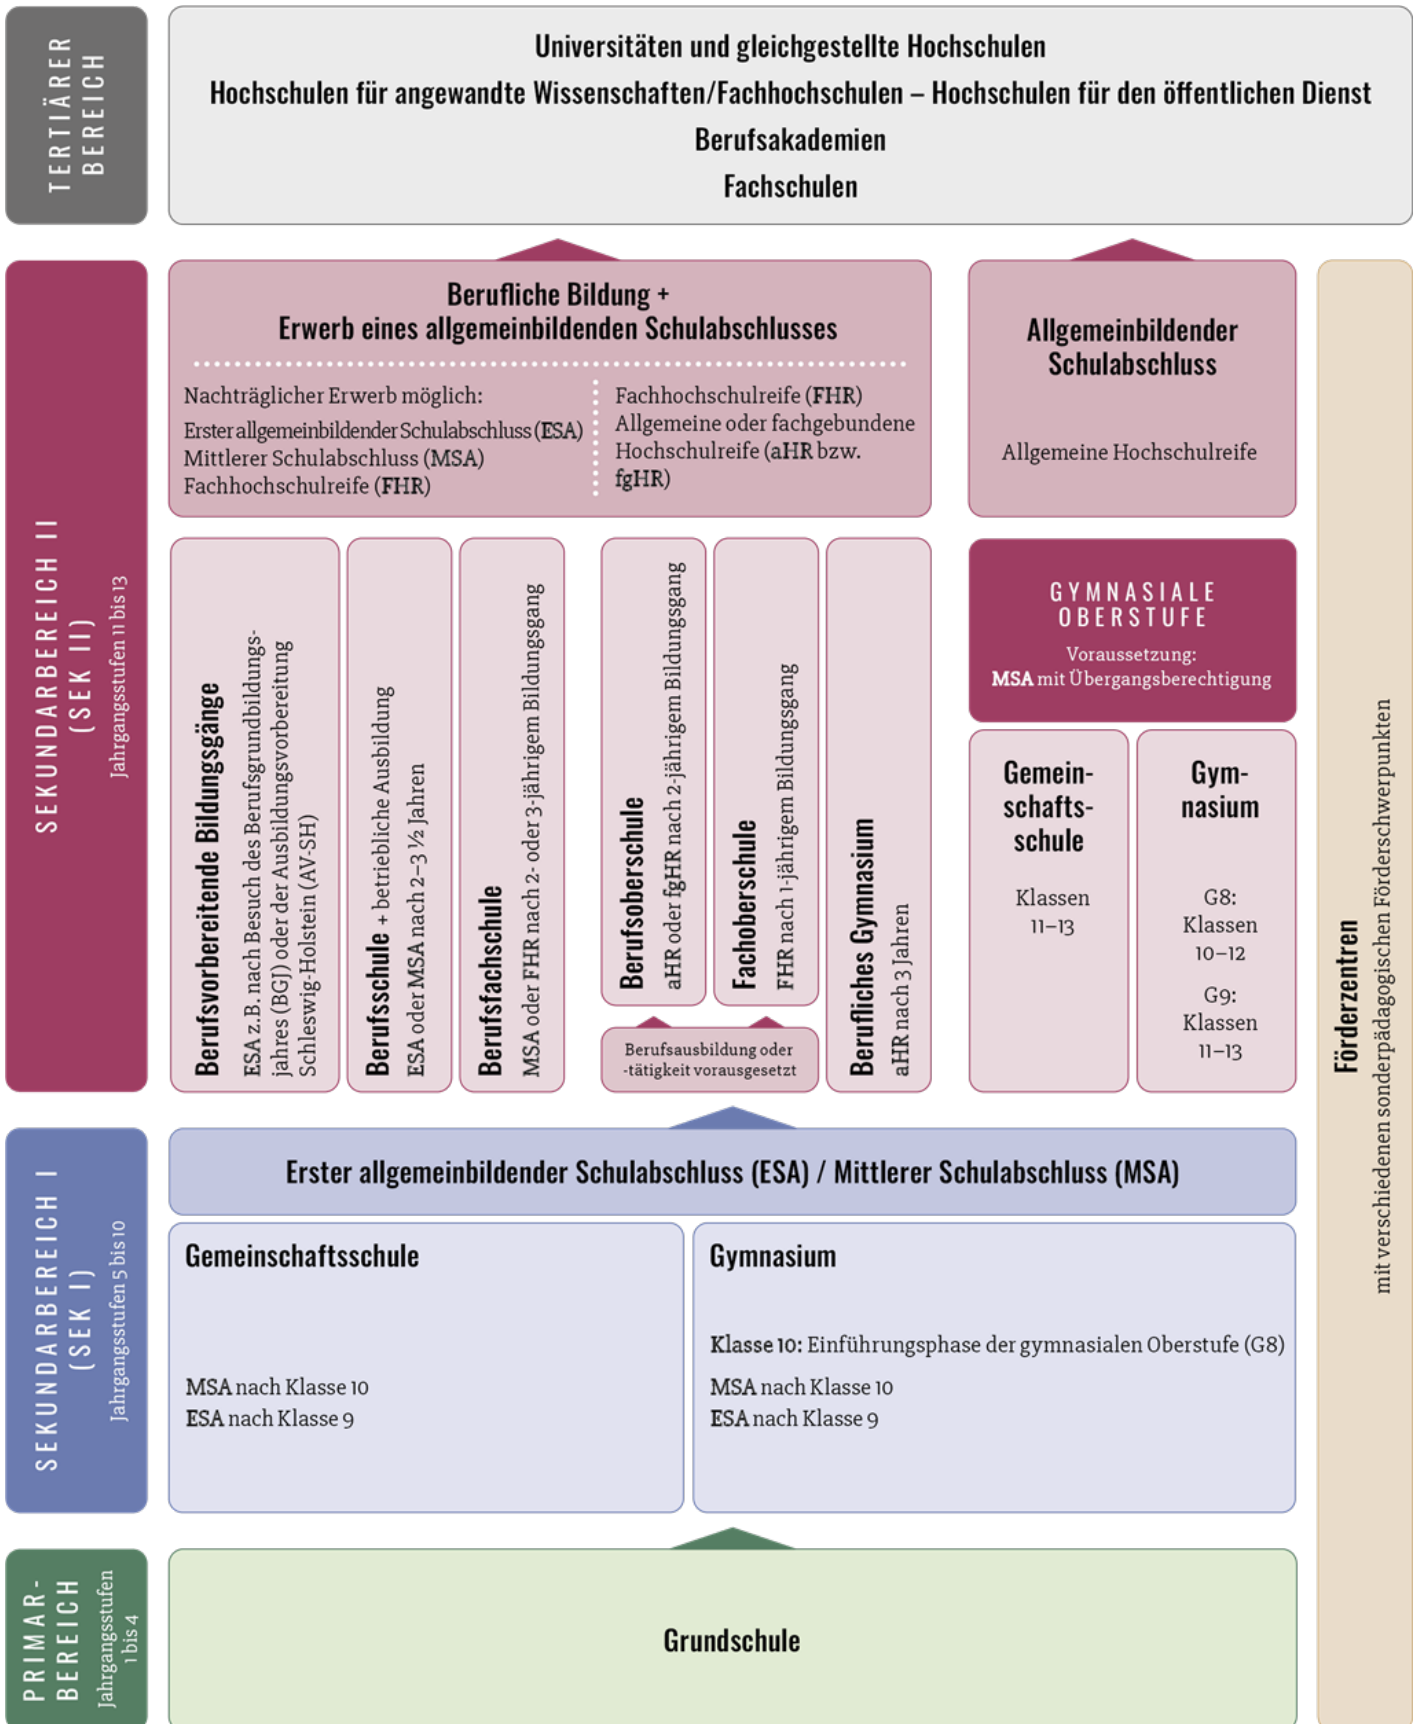 TERTIÄRER
BEREICH
Universitäten und gleichgestellte Hochschulen
Hochschulen für angewandte Wissenschaften/Fachhochschulen – Hochschulen für den öffentlichen Dienst
Berufsakademien
Fachschulen
SEKUNDARBEREICH II
(SEK II)
Jahrgangsstufen 11 bis 13
Berufliche Bildung +
Erwerb eines allgemeinbildenden Schulabschlusses
Nachträglicher Erwerb möglich:
Erster allgemeinbildender Schulabschluss (ESA)
Mittlerer Schulabschluss (MSA)
Fachhochschulreife (FHR)
Fachhochschulreife (FHR)
Allgemeine oder fachgebundene
Hochschulreife (aHR bzw.
fgHR)
Allgemeinbildender
Schulabschluss
Allgemeine Hochschulreife
Berufsvorbereitende Bildungsgänge
ESA z.B. nach Besuch des Berufsgrundbildungs-
jahres (BGJ) oder der Ausbildungsvorbereitung
Schleswig-Holstein (AV-SH)
Berufsschule + betriebliche Ausbildung
ESA oder MSA nach 2–3 ½ Jahren
Berufsfachschule
MSA oder FHR nach 2- oder 3-jährigem Bildungsgang
Berufsoberschule
aHR oder fgHR nach 2-jährigem Bildungsgang
Fachoberschule
FHR nach 1-jährigem Bildungsgang
Berufsausbildung oder
-tätigkeit vorausgesetzt
Berufliches Gymnasium
aHR nach 3 Jahren
GYMNASIALE
OBERSTUFE
Voraussetzung:
MSA mit Übergangsberechtigung
Gemein-
schafts-
schule
Klassen
11–13
Gym-
nasium
G8:
Klassen
10–12
G9:
Klassen
11–13
Förderzentren
mit verschiedenen sonderpädagogischen Förderschwerpunkten
SEKUNDARBEREICH I
(SEK I)
Jahrgangsstufen 5 bis 10
Erster allgemeinbildender Schulabschluss (ESA) / Mittlerer Schulabschluss (MSA)
Gemeinschaftsschule
MSA nach Klasse 10
ESA nach Klasse 9
Gymnasium
Klasse 10: Einführungsphase der gymnasialen Oberstufe (G8)
MSA nach Klasse 10
ESA nach Klasse 9
PRIMAR-
BEREICH
Jahrgangsstufen
1 bis 4
Grundschule